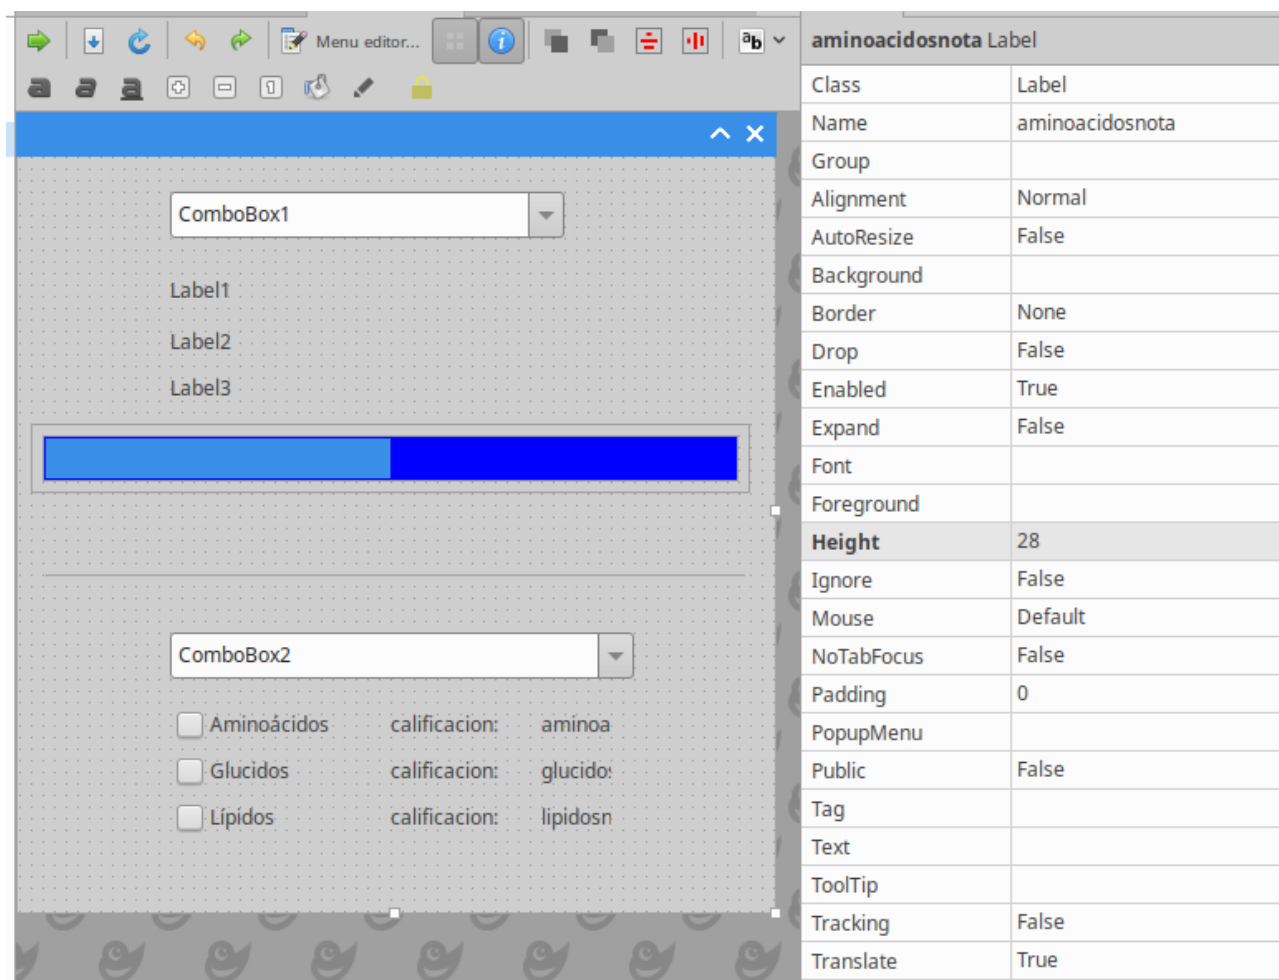 Menu editor...
ab
a a a 1
ComboBox1
Label1
Label2
Label3
ComboBox2
Aminoácidos calificacion: aminoa
Glucidos calificacion: glucidos
Lípidos calificacion: lipidosn
aminoacidosnota Label
Class Label
Name aminoacidosnota
Group
Alignment Normal
AutoResize False
Background
Border None
Drop False
Enabled True
Expand False
Font
Foreground
Height 28
Ignore False
Mouse Default
NoTabFocus False
Padding 0
PopupMenu
Public False
Tag
Text
ToolTip
Tracking False
Translate True